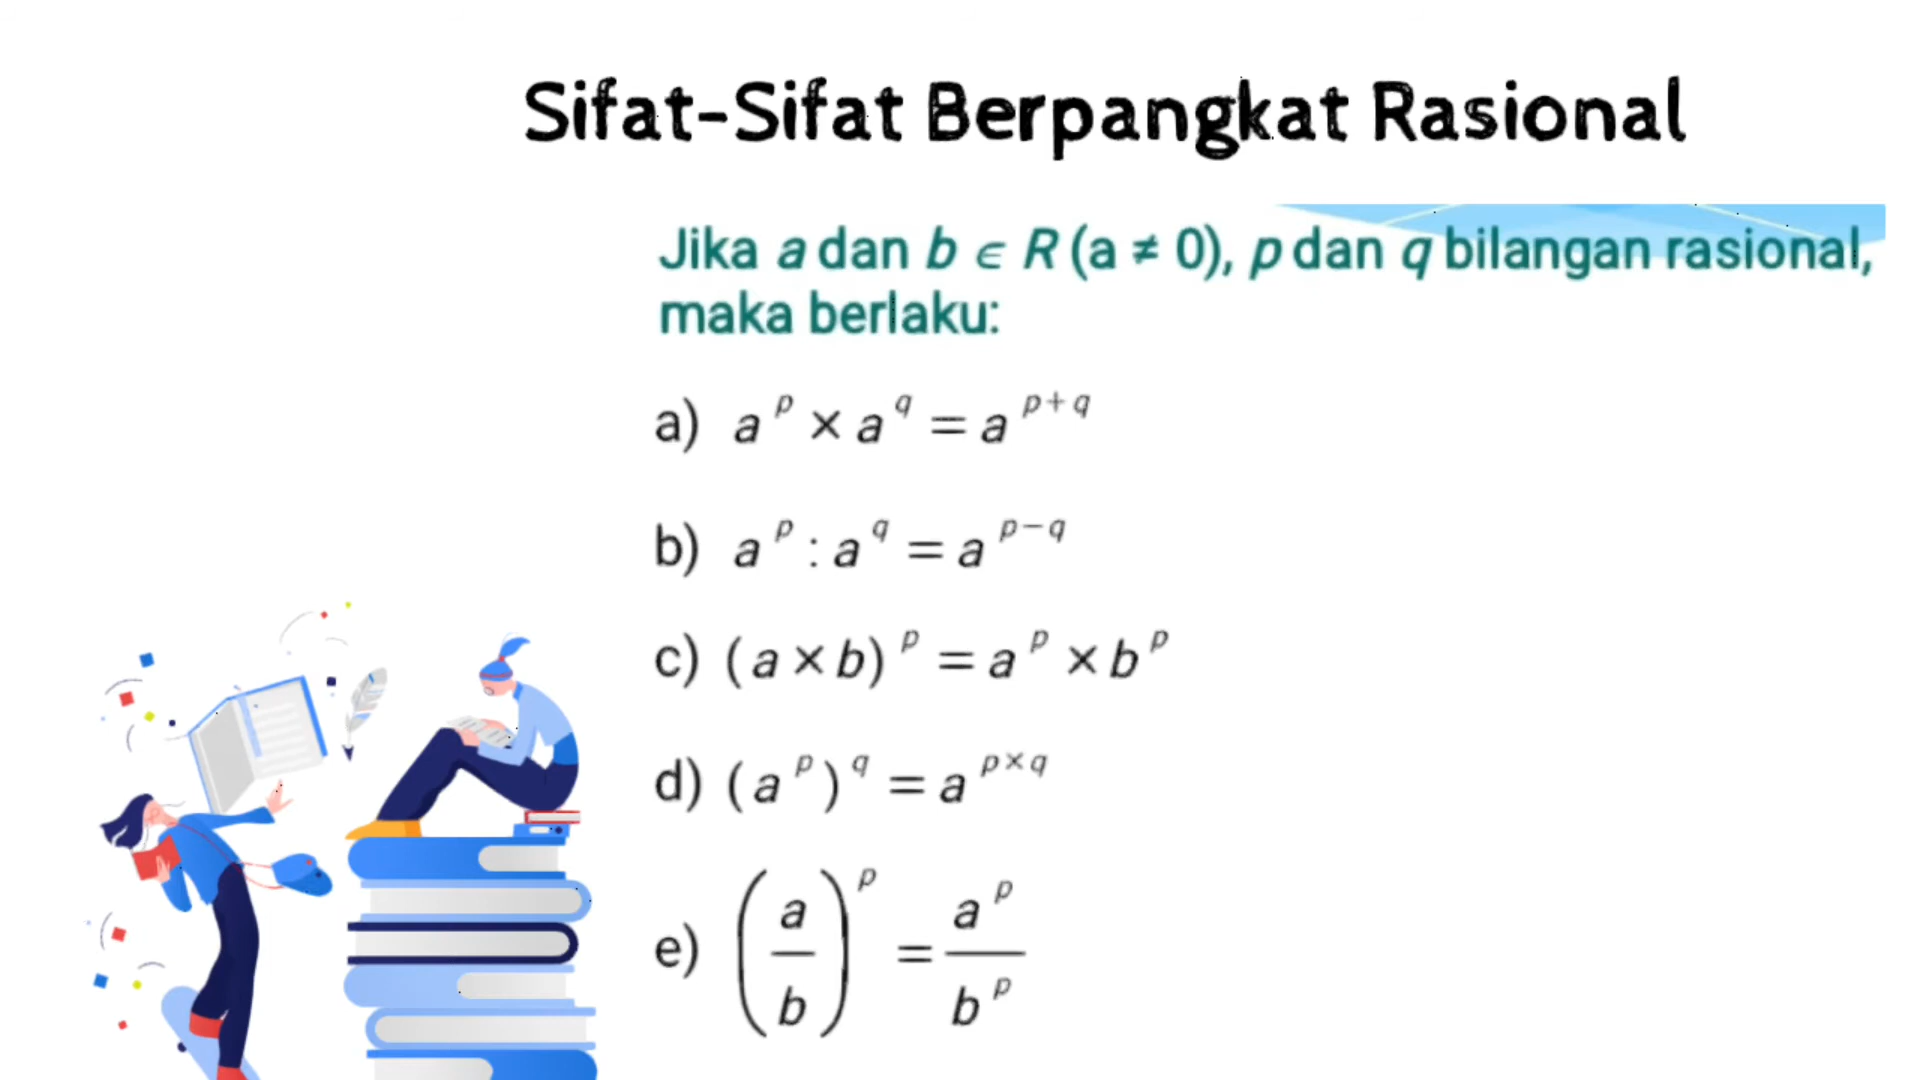 Sifat-Sifat Berpangkat Rasional
Jika a dan b ∈ R (a ≠ 0), p dan q bilangan rasional,
maka berlaku:
a) a^p × a^q = a^(p+q)
b) a^p : a^q = a^(p−q)
c) (a × b)^p = a^p × b^p
d) (a^p)^q = a^(p×q)
e) (a/b)^p = a^p/b^p